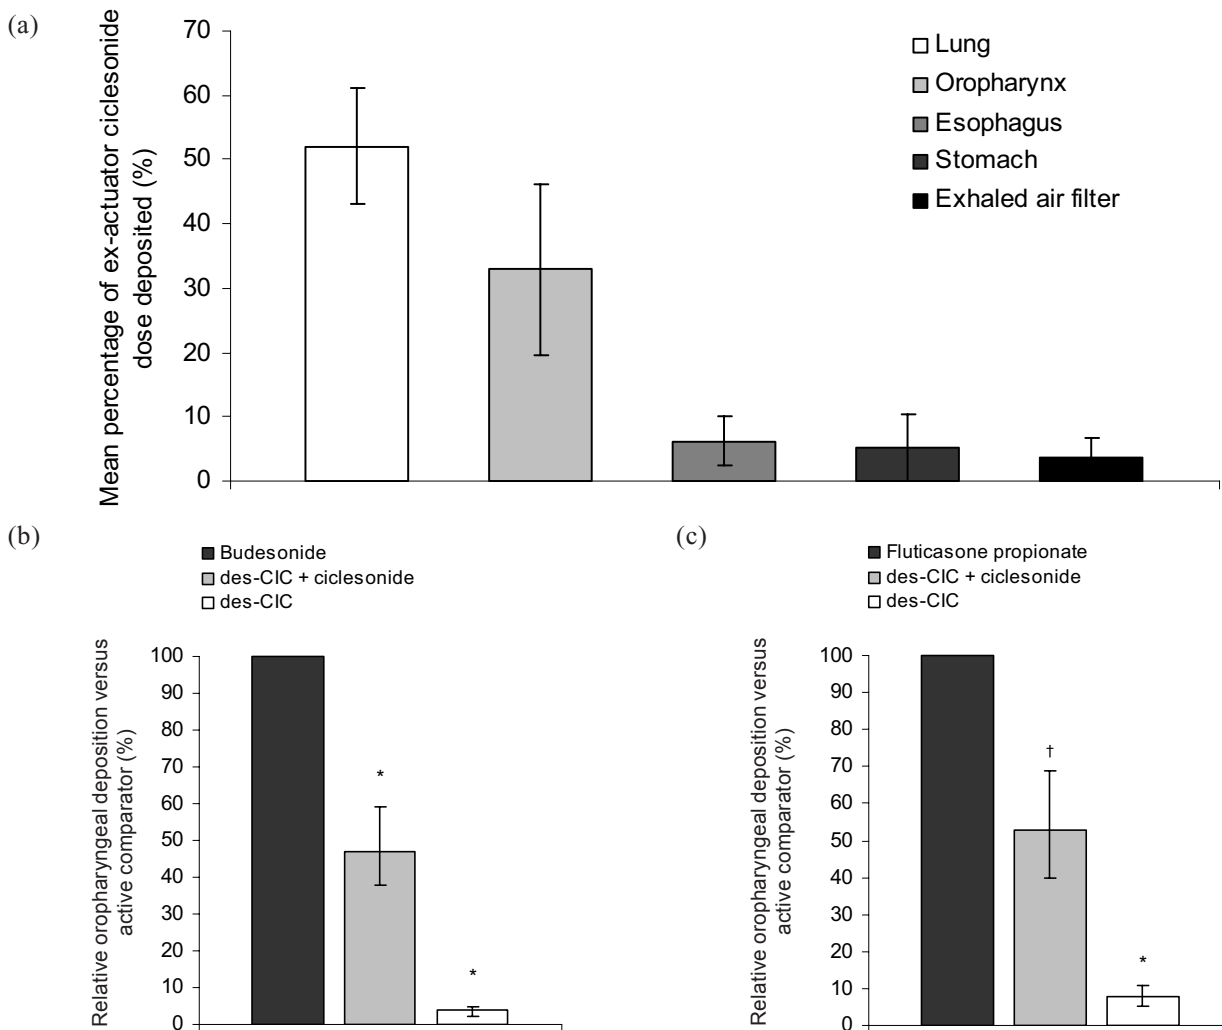 (a)
Mean percentage of ex-actuator ciclesonide
dose deposited (%)
70
60
50
40
30
20
10
0
Lung
Oropharynx
Esophagus
Stomach
Exhaled air filter
(b)
Budesonide
des-CIC + ciclesonide
des-CIC
Relative oropharyngeal deposition versus
active comparator (%)
100
90
80
70
60
50
40
30
20
10
0
*
*
(c)
Fluticasone propionate
des-CIC + ciclesonide
des-CIC
Relative oropharyngeal deposition versus
active comparator (%)
100
90
80
70
60
50
40
30
20
10
0
†
*